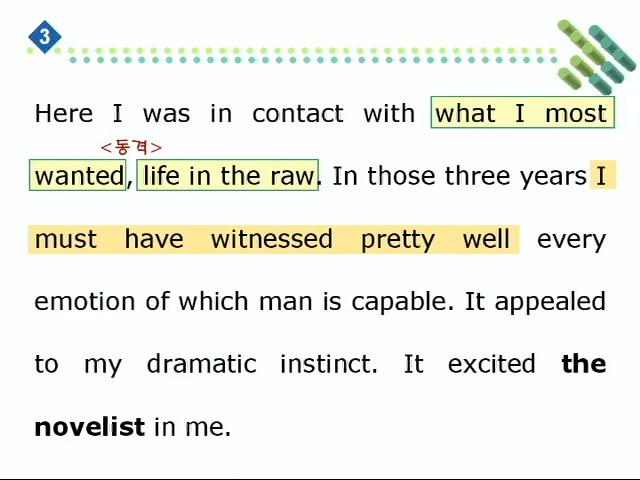 3
Here I was in contact with what I most
<동격>
wanted, life in the raw. In those three years I
must have witnessed pretty well every
emotion of which man is capable. It appealed
to my dramatic instinct. It excited the
novelist in me.